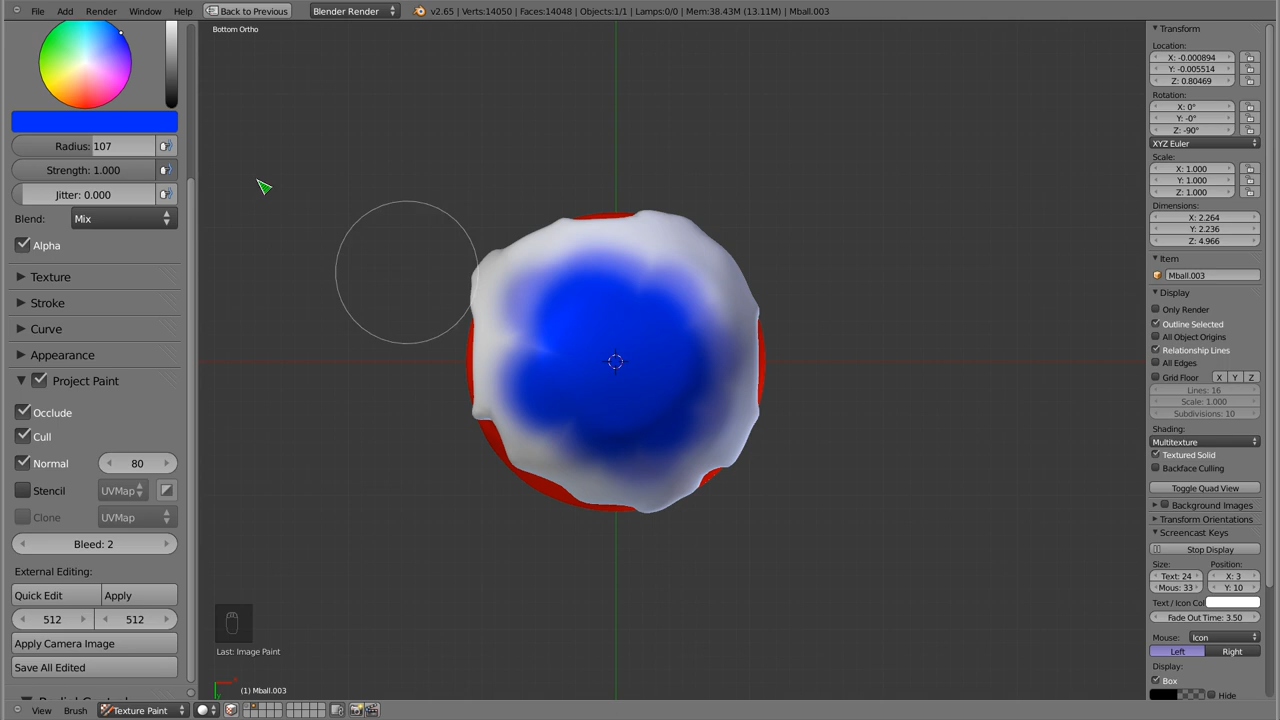 File Add Render Window Help Back to Previous Blender Render v2.65 | Verts:14050 | Faces:14048 | Objects:1/1 | Lamps:0/0 | Mem:38.43M (13.11M) | Mball.003
Radius: 107
Strength: 1.000
Jitter: 0.000
Blend: Mix
Alpha
Texture
Stroke
Curve
Appearance
Project Paint
Occlude
Cull
Normal 80
Stencil UVMap
Clone UVMap
Bleed: 2
External Editing:
Quick Edit Apply
512 512
Apply Camera Image
Save All Edited
Bottom Ortho
Last: Image Paint
(1) Mball.003
View Brush Texture Paint
Transform
Location:
X: -0.000894
Y: -0.005514
Z: 0.80469
Rotation:
X: 0°
Y: -0°
Z: -90°
XYZ Euler
Scale:
X: 1.000
Y: 1.000
Z: 1.000
Dimensions:
X: 2.264
Y: 2.236
Z: 4.966
Item
Mball.003
Display
Only Render
Outline Selected
All Object Origins
Relationship Lines
All Edges
Grid Floor X Y Z
Lines: 16
Scale: 1.000
Subdivisions: 10
Shading:
Multitexture
Textured Solid
Backface Culling
Toggle Quad View
Background Images
Transform Orientations
Screencast Keys
Stop Display
Size: Position:
Text: 24 X: 3
Mous: 33 Y: 10
Text / Icon Col
Fade Out Time: 3.50
Mouse: Icon
Left Right
Display:
Box
Hide